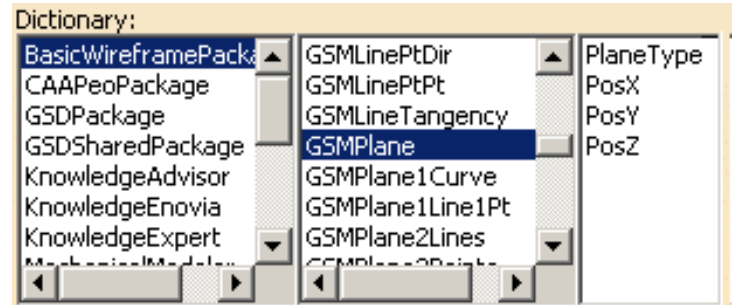 Dictionary:
BasicWireframePacka
CAAPeoPackage
GSDPackage
GSDSharedPackage
KnowledgeAdvisor
KnowledgeEnovia
KnowledgeExpert
GSMLinePtDir
GSMLinePtPt
GSMLineTangency
GSMPlane
GSMPlane1Curve
GSMPlane1Line1Pt
GSMPlane2Lines
PlaneType
PosX
PosY
PosZ